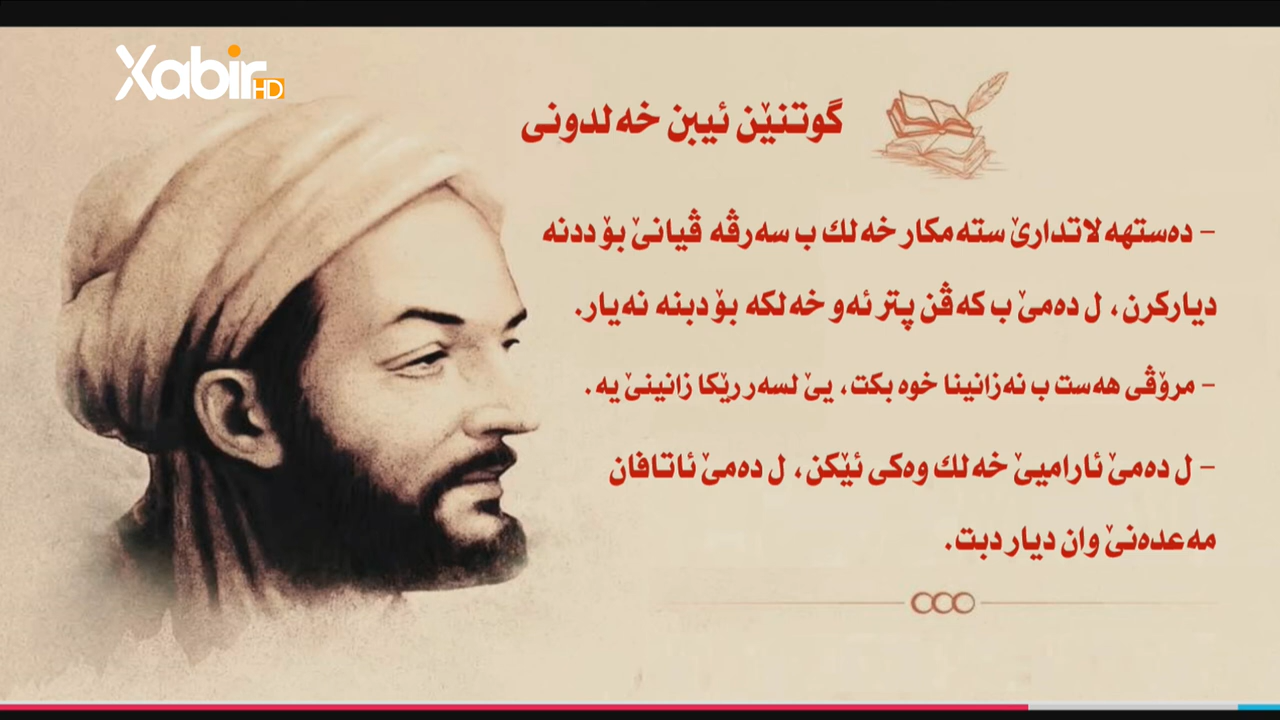 Xabir HD
گوتنێن ئیبن خەلدونی
- دەستهەلاتدارێ ستەمکار خەلك ب سەرڤە ڤیانێ بۆ ددنە
دیارکرن، ل دەمێ ب کەڤن پتر ئەو خەلکە بۆ دبنە نەیار.
- مرۆڤی هەست ب نەزانینا خوە بکت، یێ لسەر رێکا زانینێ یە.
- ل دەمێ ئارامیێ خەلك وەکی ئێکن، ل دەمێ ئاتافان
مەعدەنێ وان دیار دبت.